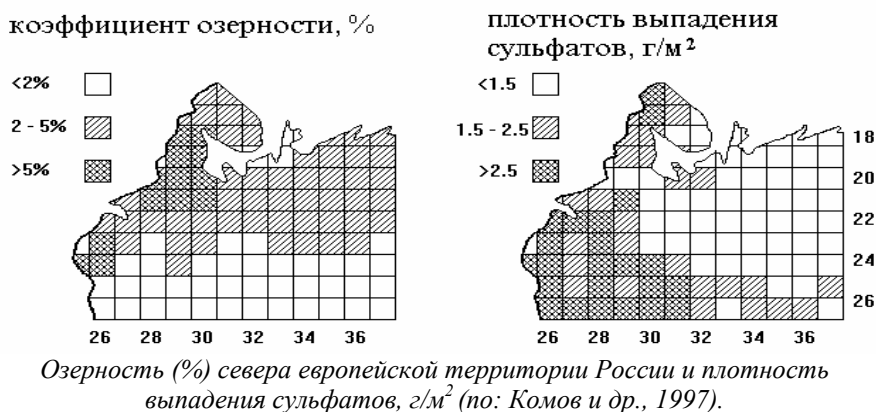 коэффициент озерности, %
<2%
2 - 5%
>5%
26 28 30 32 34 36
плотность выпадения
сульфатов, г/м²
<1.5
1.5 - 2.5
>2.5
18
20
22
24
26
26 28 30 32 34 36
Озерность (%) севера европейской территории России и плотность
выпадения сульфатов, г/м² (по: Комов и др., 1997).